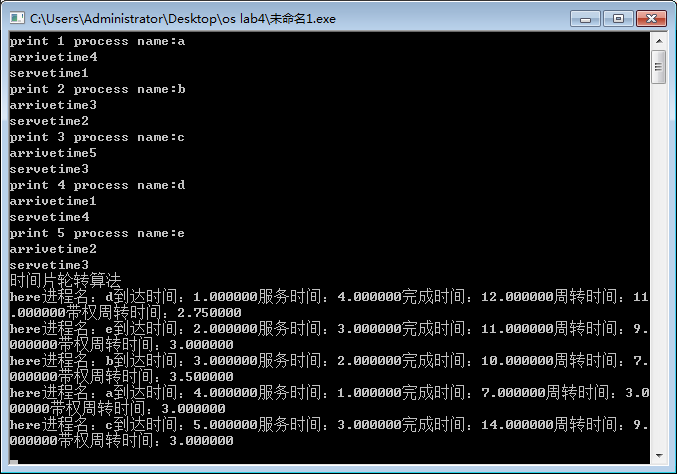 C:\Users\Administrator\Desktop\os lab4\未命名1.exe
print 1 process name:a
arrivetime4
servetime1
print 2 process name:b
arrivetime3
servetime2
print 3 process name:c
arrivetime5
servetime3
print 4 process name:d
arrivetime1
servetime4
print 5 process name:e
arrivetime2
servetime3
时间片轮转算法
here进程名：d到达时间：1.000000服务时间：4.000000完成时间：12.000000周转时间：11
.000000带权周转时间：2.750000
here进程名：e到达时间：2.000000服务时间：3.000000完成时间：11.000000周转时间：9.
000000带权周转时间：3.000000
here进程名：b到达时间：3.000000服务时间：2.000000完成时间：10.000000周转时间：7.
000000带权周转时间：3.500000
here进程名：a到达时间：4.000000服务时间：1.000000完成时间：7.000000周转时间：3.0
00000带权周转时间：3.000000
here进程名：c到达时间：5.000000服务时间：3.000000完成时间：14.000000周转时间：9.
000000带权周转时间：3.000000